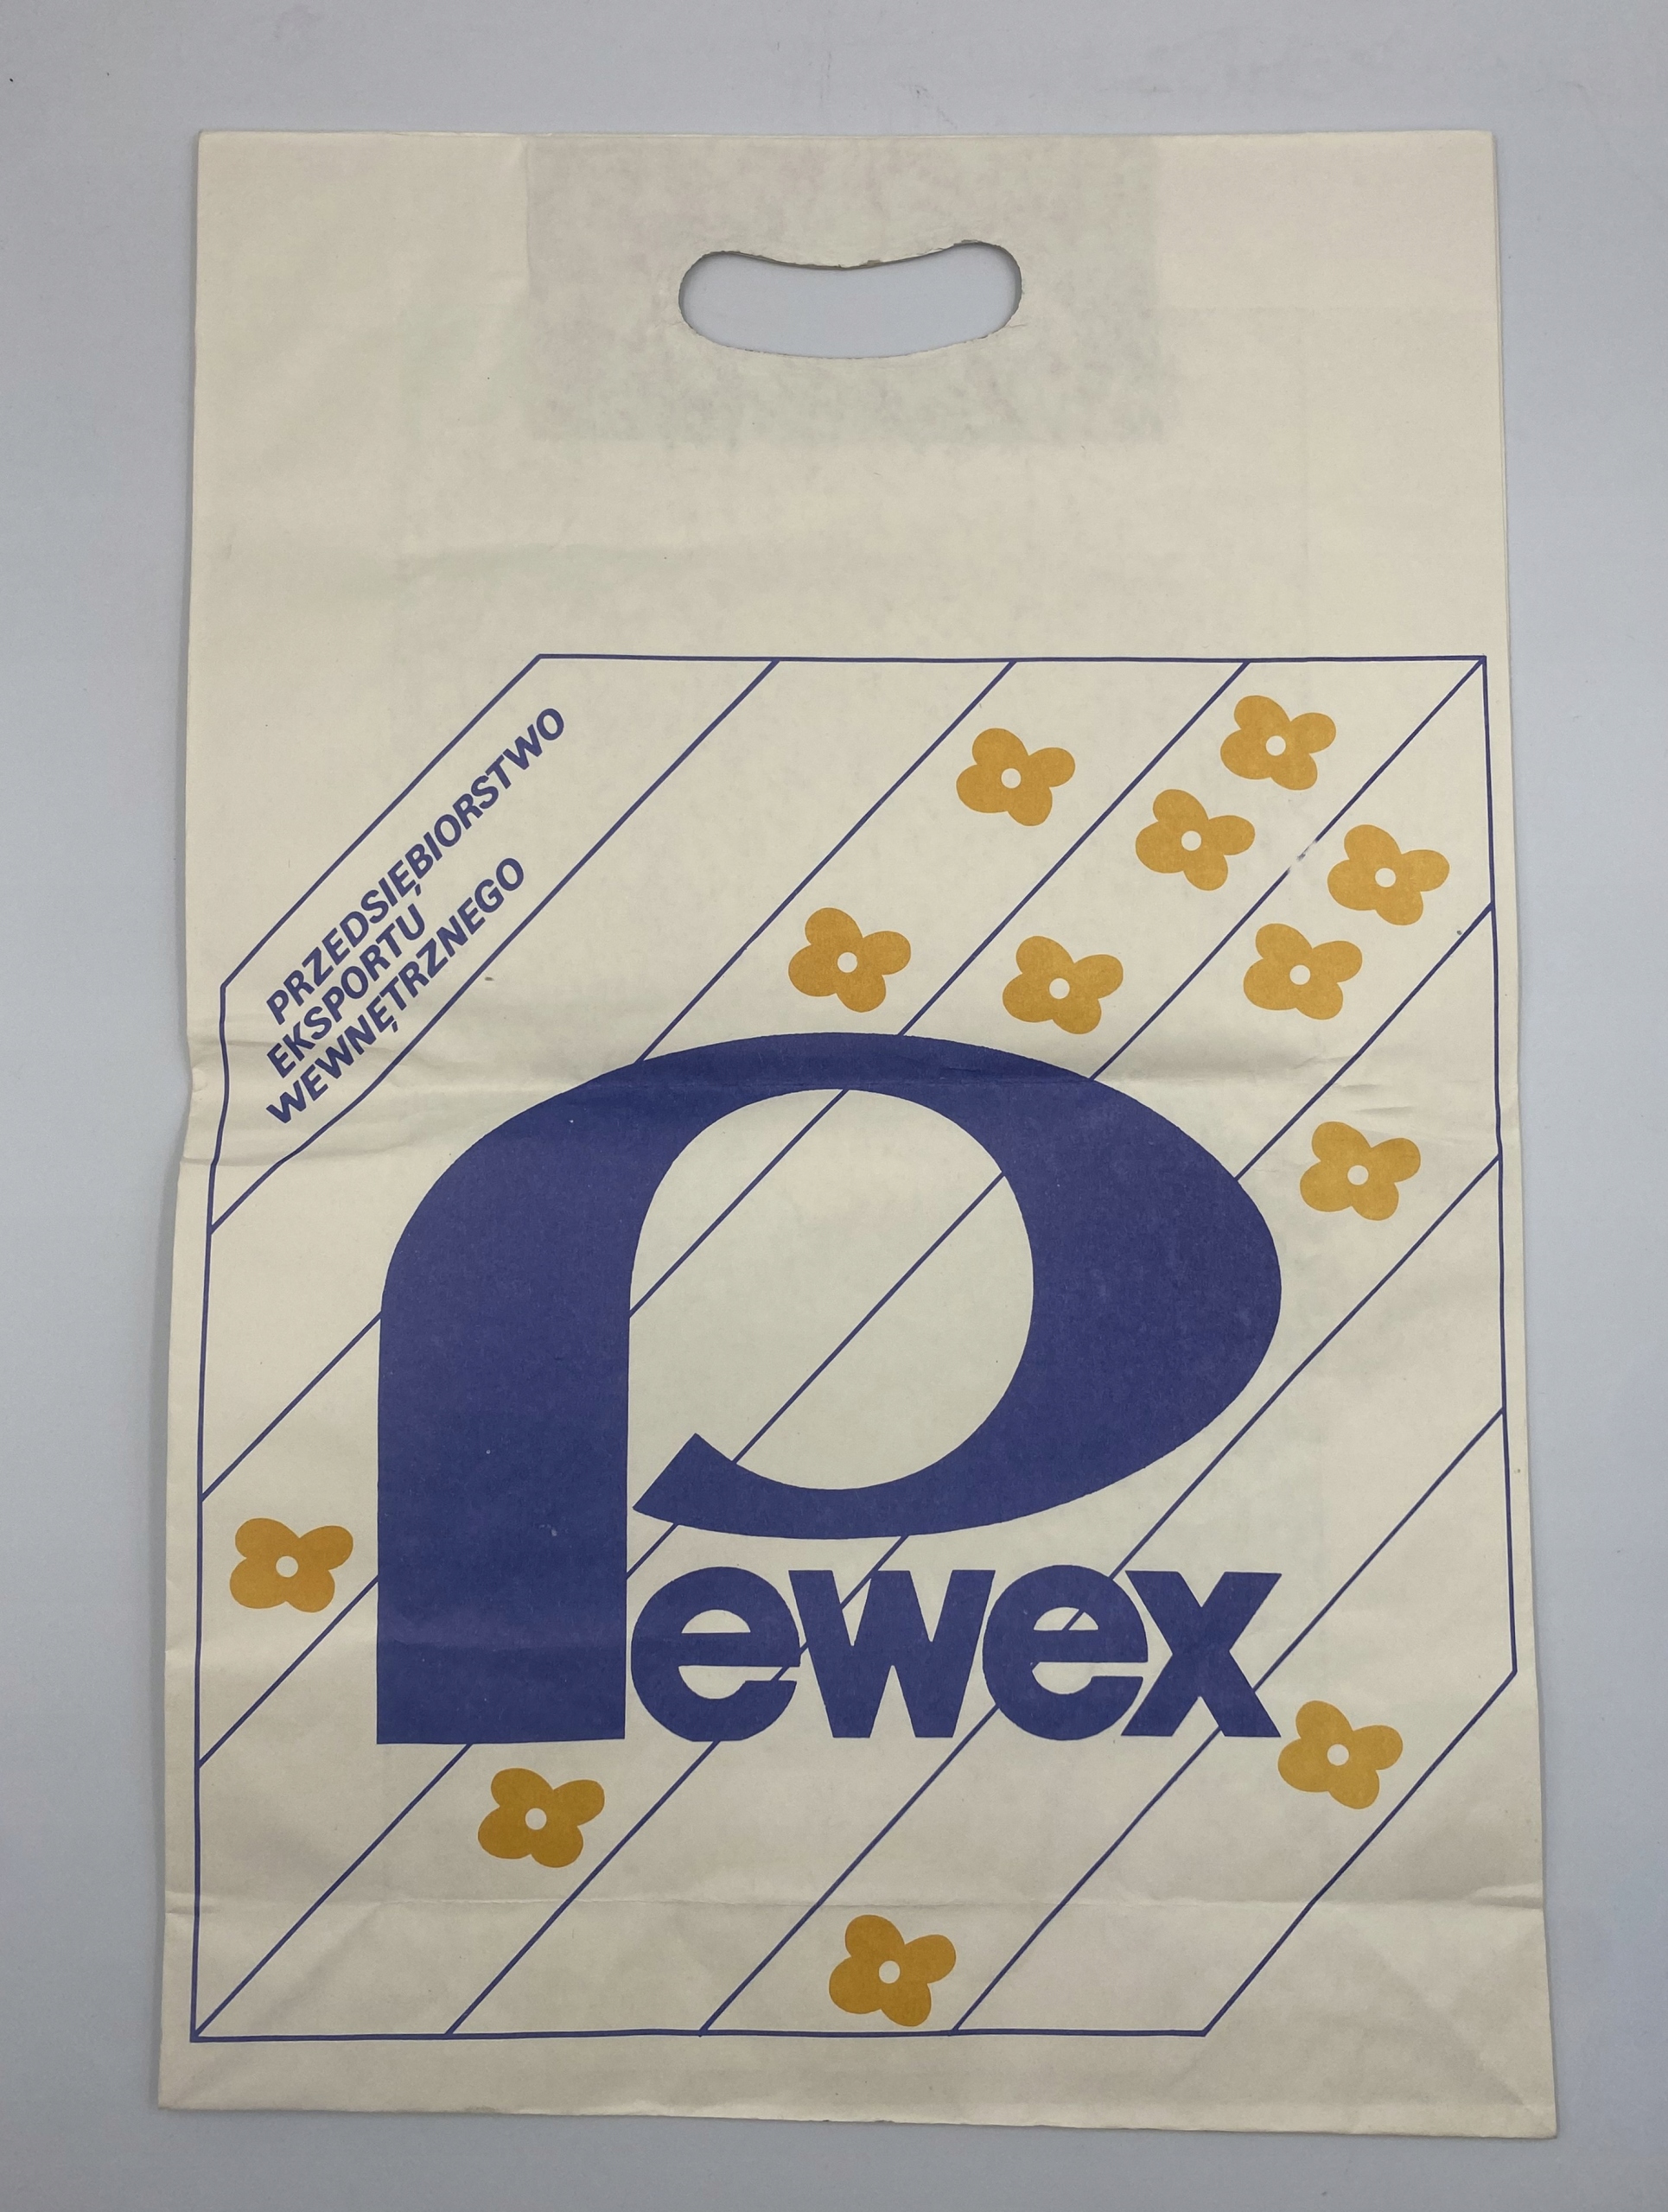 PRZEDSIĘBIORSTWO
EKSPORTU
WEWNĘTRZNEGO
Pewex